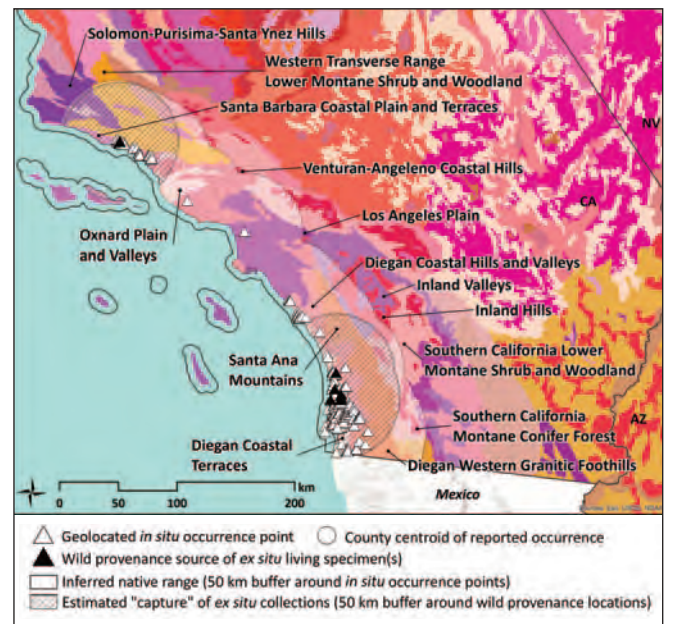 Solomon-Purisima-Santa Ynez Hills
Western Transverse Range
Lower Montane Shrub and Woodland
Santa Barbara Coastal Plain and Terraces
NV
Venturan-Angeleno Coastal Hills
CA
Los Angeles Plain
Oxnard Plain
and Valleys
Diegan Coastal Hills and Valleys
Inland Valleys
Inland Hills
Santa Ana
Mountains
Southern California Lower
Montane Shrub and Woodland
AZ
Southern California
Montane Conifer Forest
Diegan Coastal
Terraces
Diegan Western Granitic Foothills
km
0 50 100 200
Mexico
Geolocated in situ occurrence point
County centroid of reported occurrence
Wild provenance source of ex situ living specimen(s)
Inferred native range (50 km buffer around in situ occurrence points)
Estimated "capture" of ex situ collections (50 km buffer around wild provenance locations)